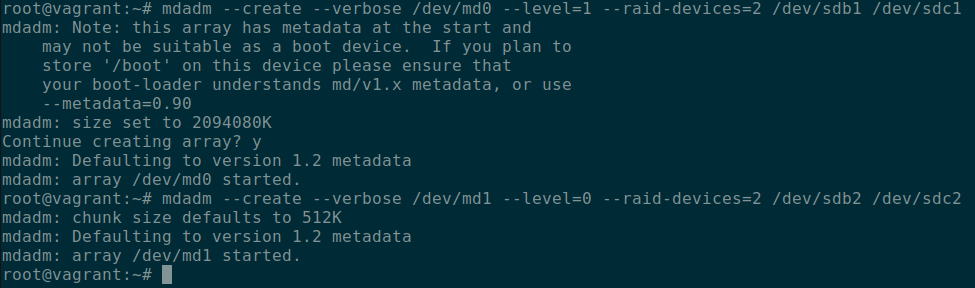 root@vagrant:~# mdadm --create --verbose /dev/md0 --level=1 --raid-devices=2 /dev/sdb1 /dev/sdc1
mdadm: Note: this array has metadata at the start and
    may not be suitable as a boot device.  If you plan to
    store '/boot' on this device please ensure that
    your boot-loader understands md/v1.x metadata, or use
    --metadata=0.90
mdadm: size set to 2094080K
Continue creating array? y
mdadm: Defaulting to version 1.2 metadata
mdadm: array /dev/md0 started.
root@vagrant:~# mdadm --create --verbose /dev/md1 --level=0 --raid-devices=2 /dev/sdb2 /dev/sdc2
mdadm: chunk size defaults to 512K
mdadm: Defaulting to version 1.2 metadata
mdadm: array /dev/md1 started.
root@vagrant:~#